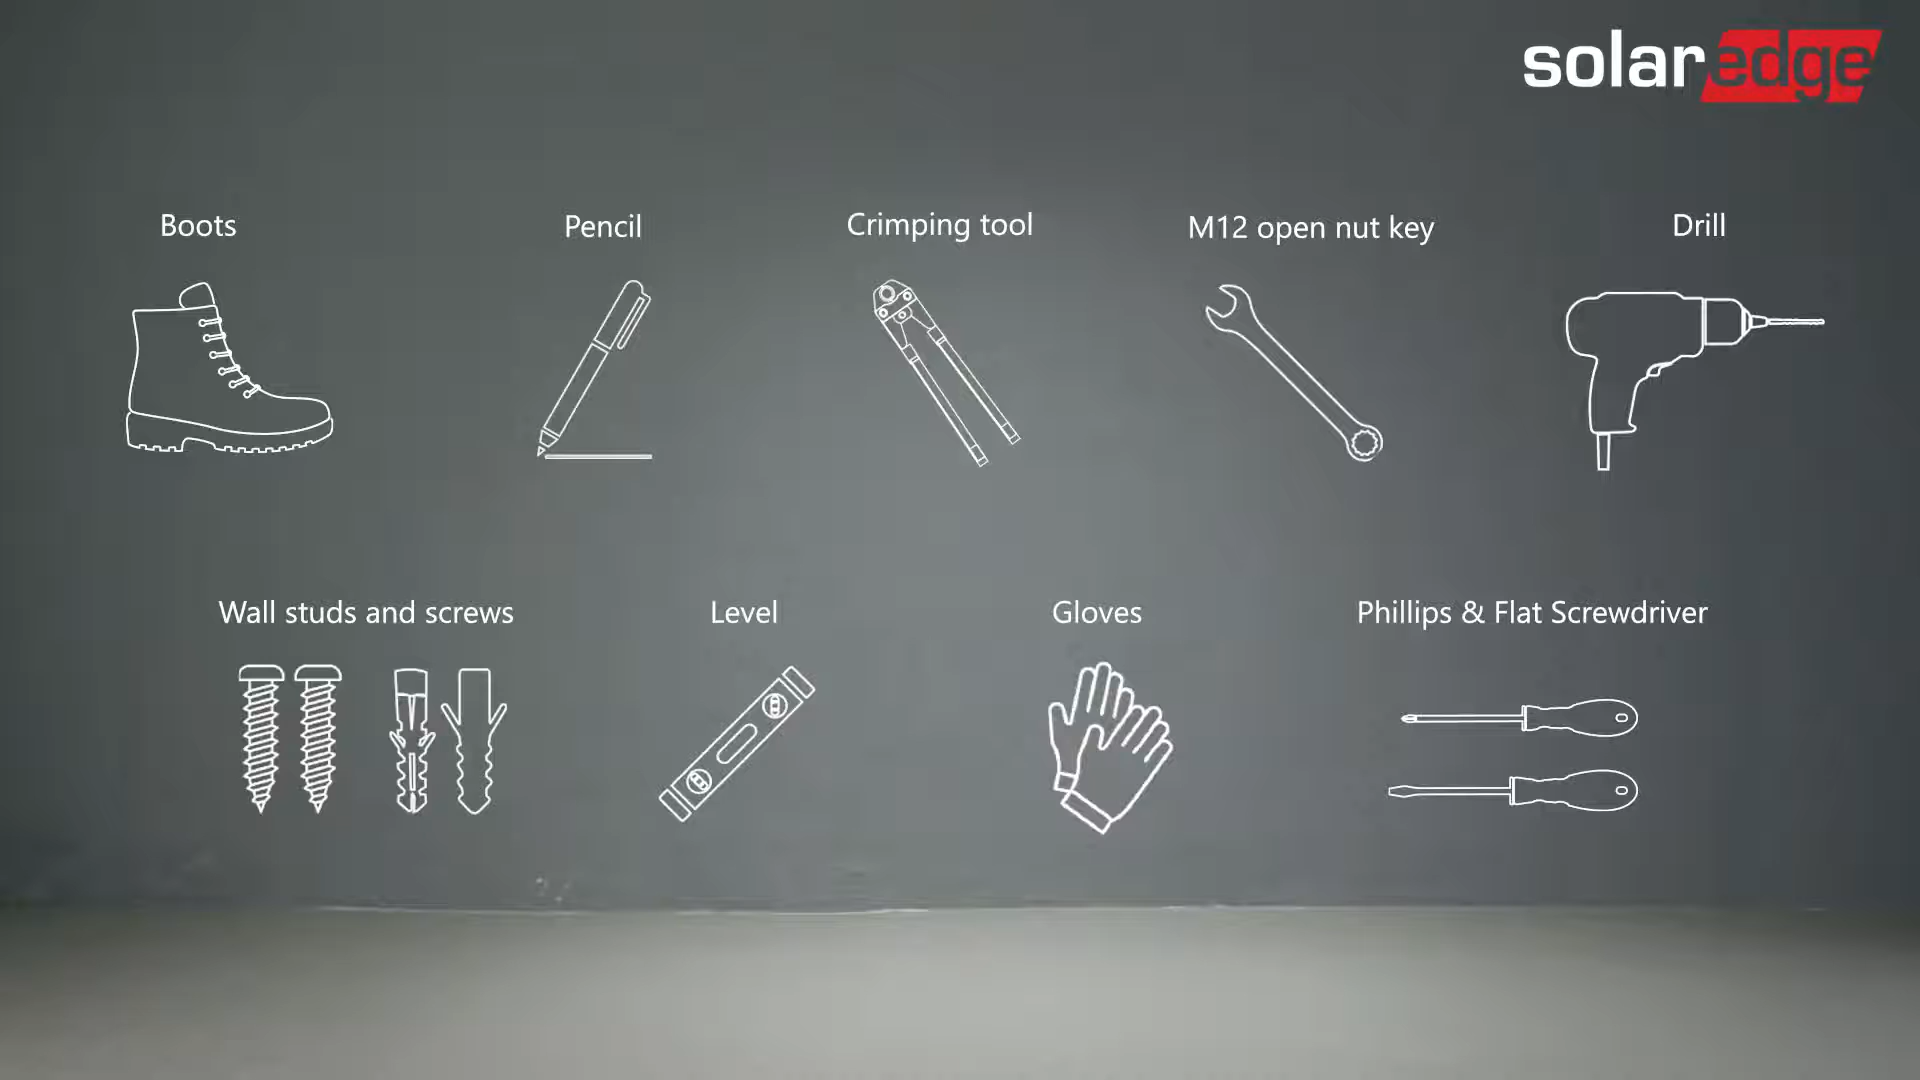 solaredge
Boots
Pencil
Crimping tool
M12 open nut key
Drill
Wall studs and screws
Level
Gloves
Phillips & Flat Screwdriver